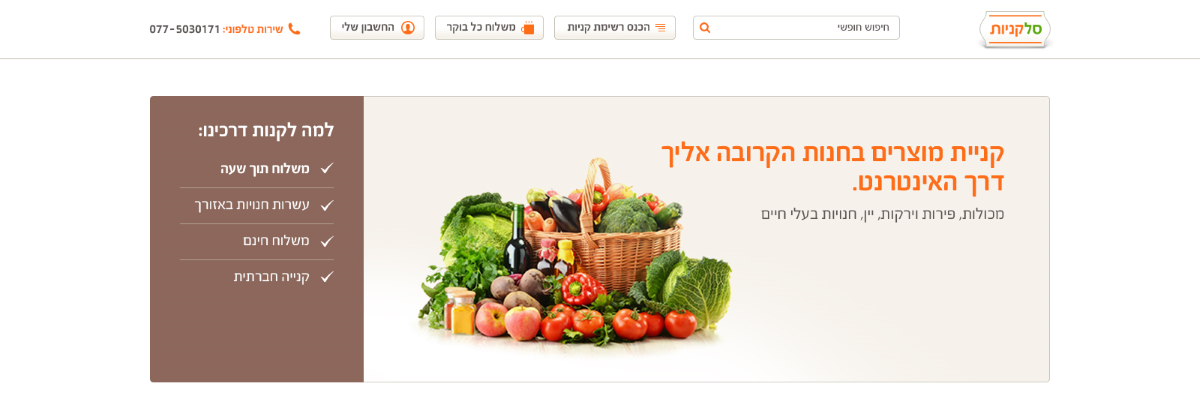 סלקניות
חיפוש חופשי
הכנס רשימת קניות
משלוח כל בוקר
החשבון שלי
שירות טלפוני: 077-5030171
קניית מוצרים בחנות הקרובה אליך
דרך האינטרנט.
מכולות, פירות וירקות, יין, חנויות בעלי חיים
למה לקנות דרכינו:
משלוח תוך שעה
עשרות חנויות באזורך
משלוח חינם
קנייה חברתית